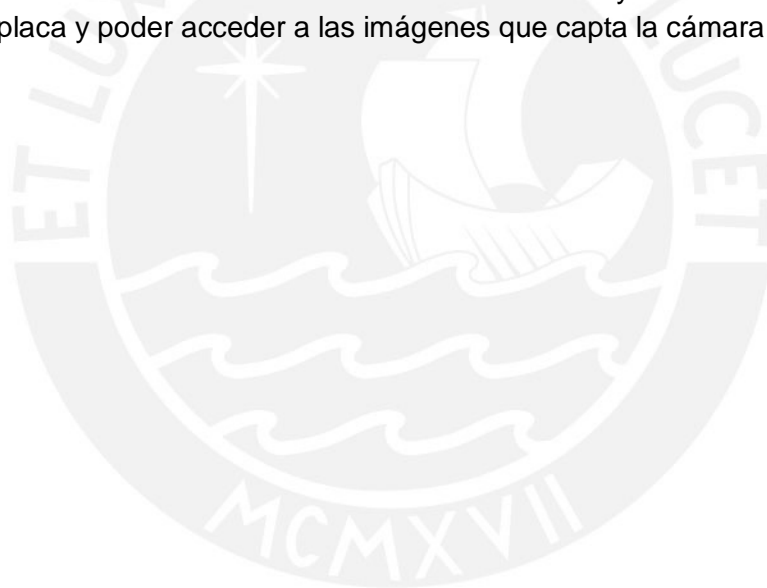 placa y poder acceder a las imágenes que capta la cámara
ET LUX
LUCET
MCMXVII